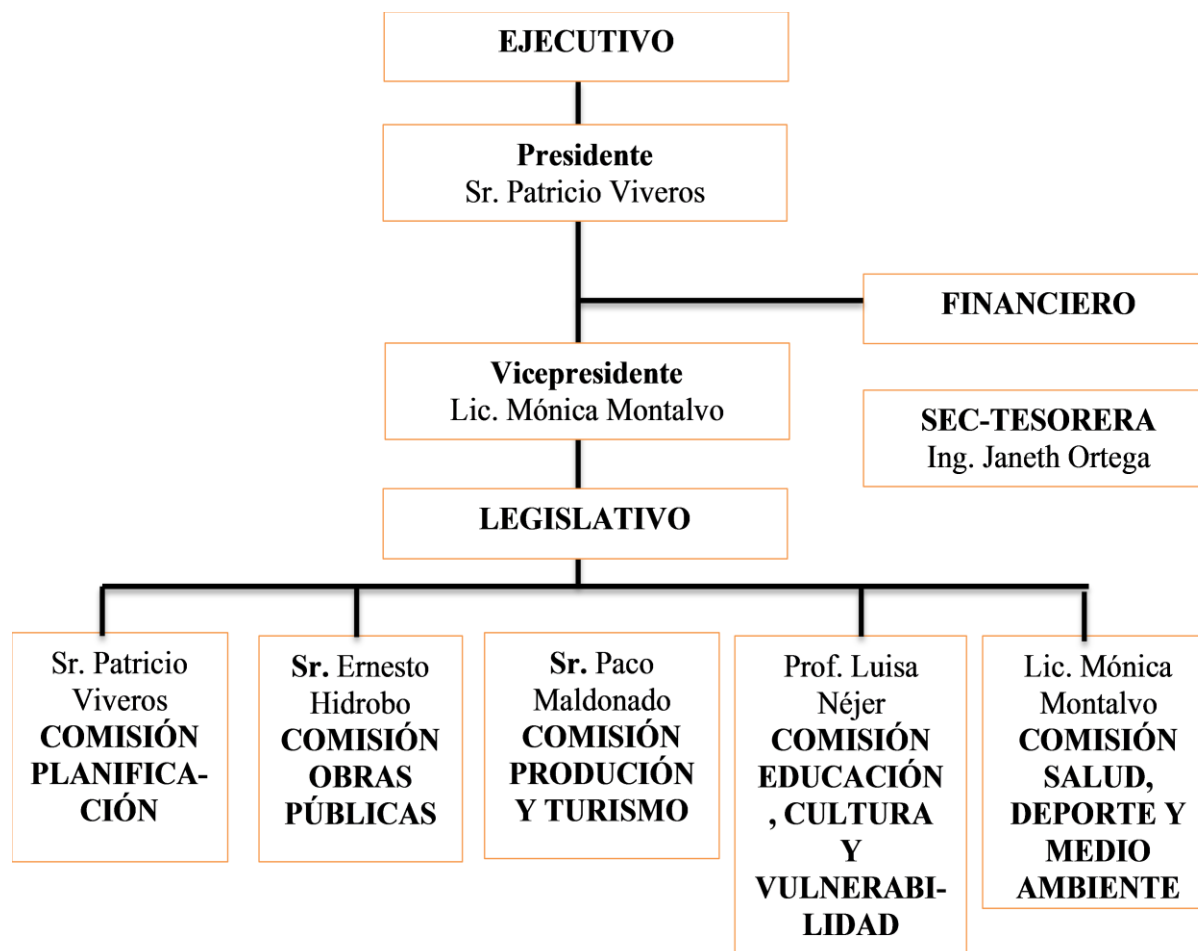 EJECUTIVO
Presidente
Sr. Patricio Viveros
FINANCIERO
Vicepresidente
Lic. Mónica Montalvo
SEC-TESORERA
Ing. Janeth Ortega
LEGISLATIVO
Sr. Patricio
Viveros
COMISIÓN
PLANIFICA-
CIÓN
Sr. Ernesto
Hidrobo
COMISIÓN
OBRAS
PÚBLICAS
Sr. Paco
Maldonado
COMISIÓN
PRODUCIÓN
Y TURISMO
Prof. Luisa
Néjer
COMISIÓN
EDUCACIÓN
, CULTURA
Y
VULNERABI-
LIDAD
Lic. Mónica
Montalvo
COMISIÓN
SALUD,
DEPORTE Y
MEDIO
AMBIENTE